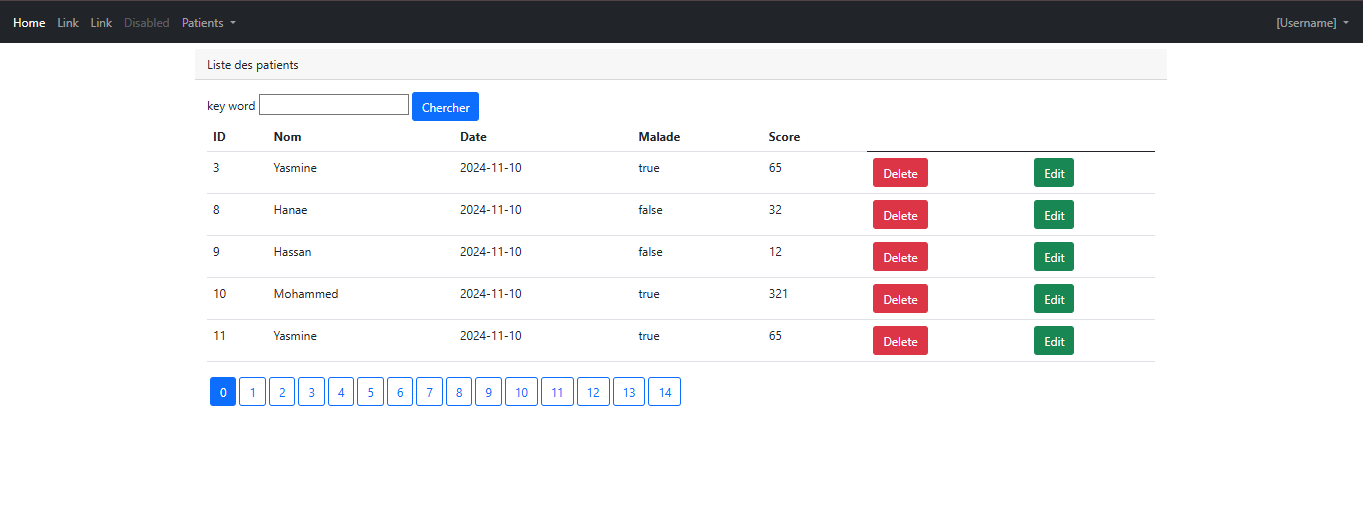 Home Link Link Disabled Patients [Username]
Liste des patients
key word Chercher
ID Nom Date Malade Score
3 Yasmine 2024-11-10 true 65 Delete Edit
8 Hanae 2024-11-10 false 32 Delete Edit
9 Hassan 2024-11-10 false 12 Delete Edit
10 Mohammed 2024-11-10 true 321 Delete Edit
11 Yasmine 2024-11-10 true 65 Delete Edit
0 1 2 3 4 5 6 7 8 9 10 11 12 13 14